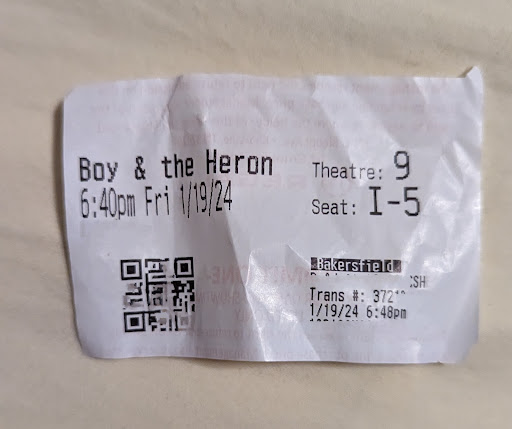 Boy & the Heron
6:40pm Fri 1/19/24
Theatre: 9
Seat: I-5
Bakersfield
Trans #: 3721
1/19/24 6:48pm